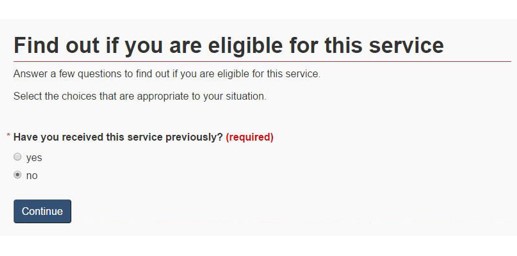 Find out if you are eligible for this service
Answer a few questions to find out if you are eligible for this service.
Select the choices that are appropriate to your situation.
* Have you received this service previously? (required)
yes
no
Continue